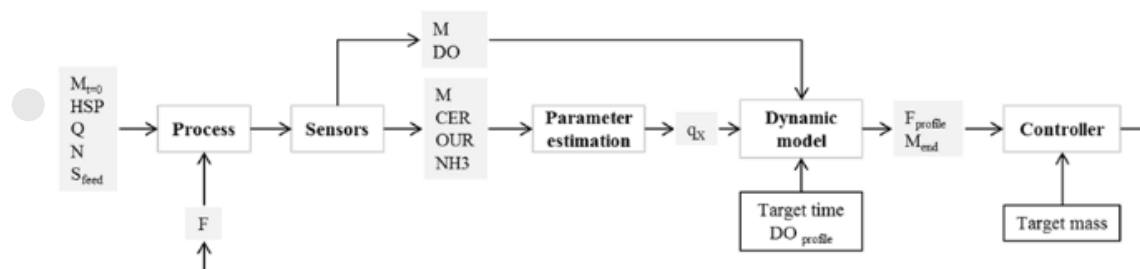 M
DO
M_{t=0}
HSP
Q
N
S_{feed}
Process
Sensors
M
CER
OUR
NH3
Parameter
estimation
q_X
Dynamic
model
F_{profile}
M_{end}
Controller
F
Target time
DO_{profile}
Target mass